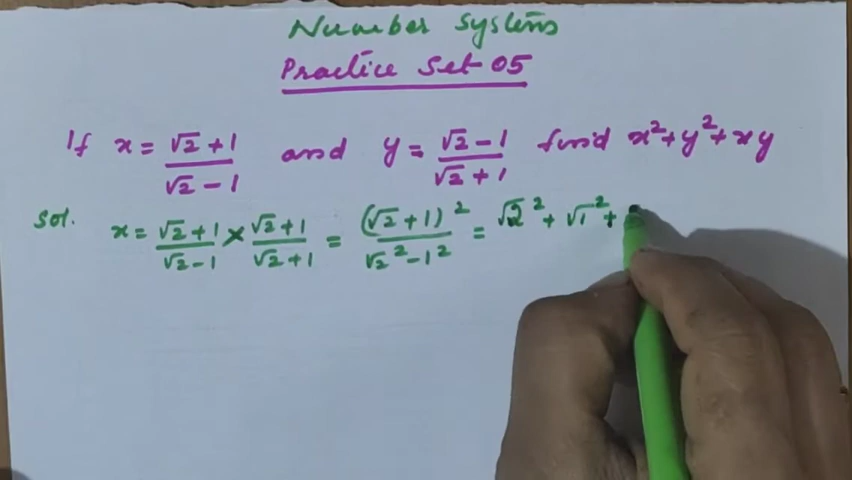 Number Systems
Practice Set 05
If x = (√2 + 1)/(√2 - 1) and y = (√2 - 1)/(√2 + 1) find x² + y² + xy
Sol. x = (√2 + 1)/(√2 - 1) × (√2 + 1)/(√2 + 1) = (√2 + 1)²/(√2² - 1²) = √2² + √1² +